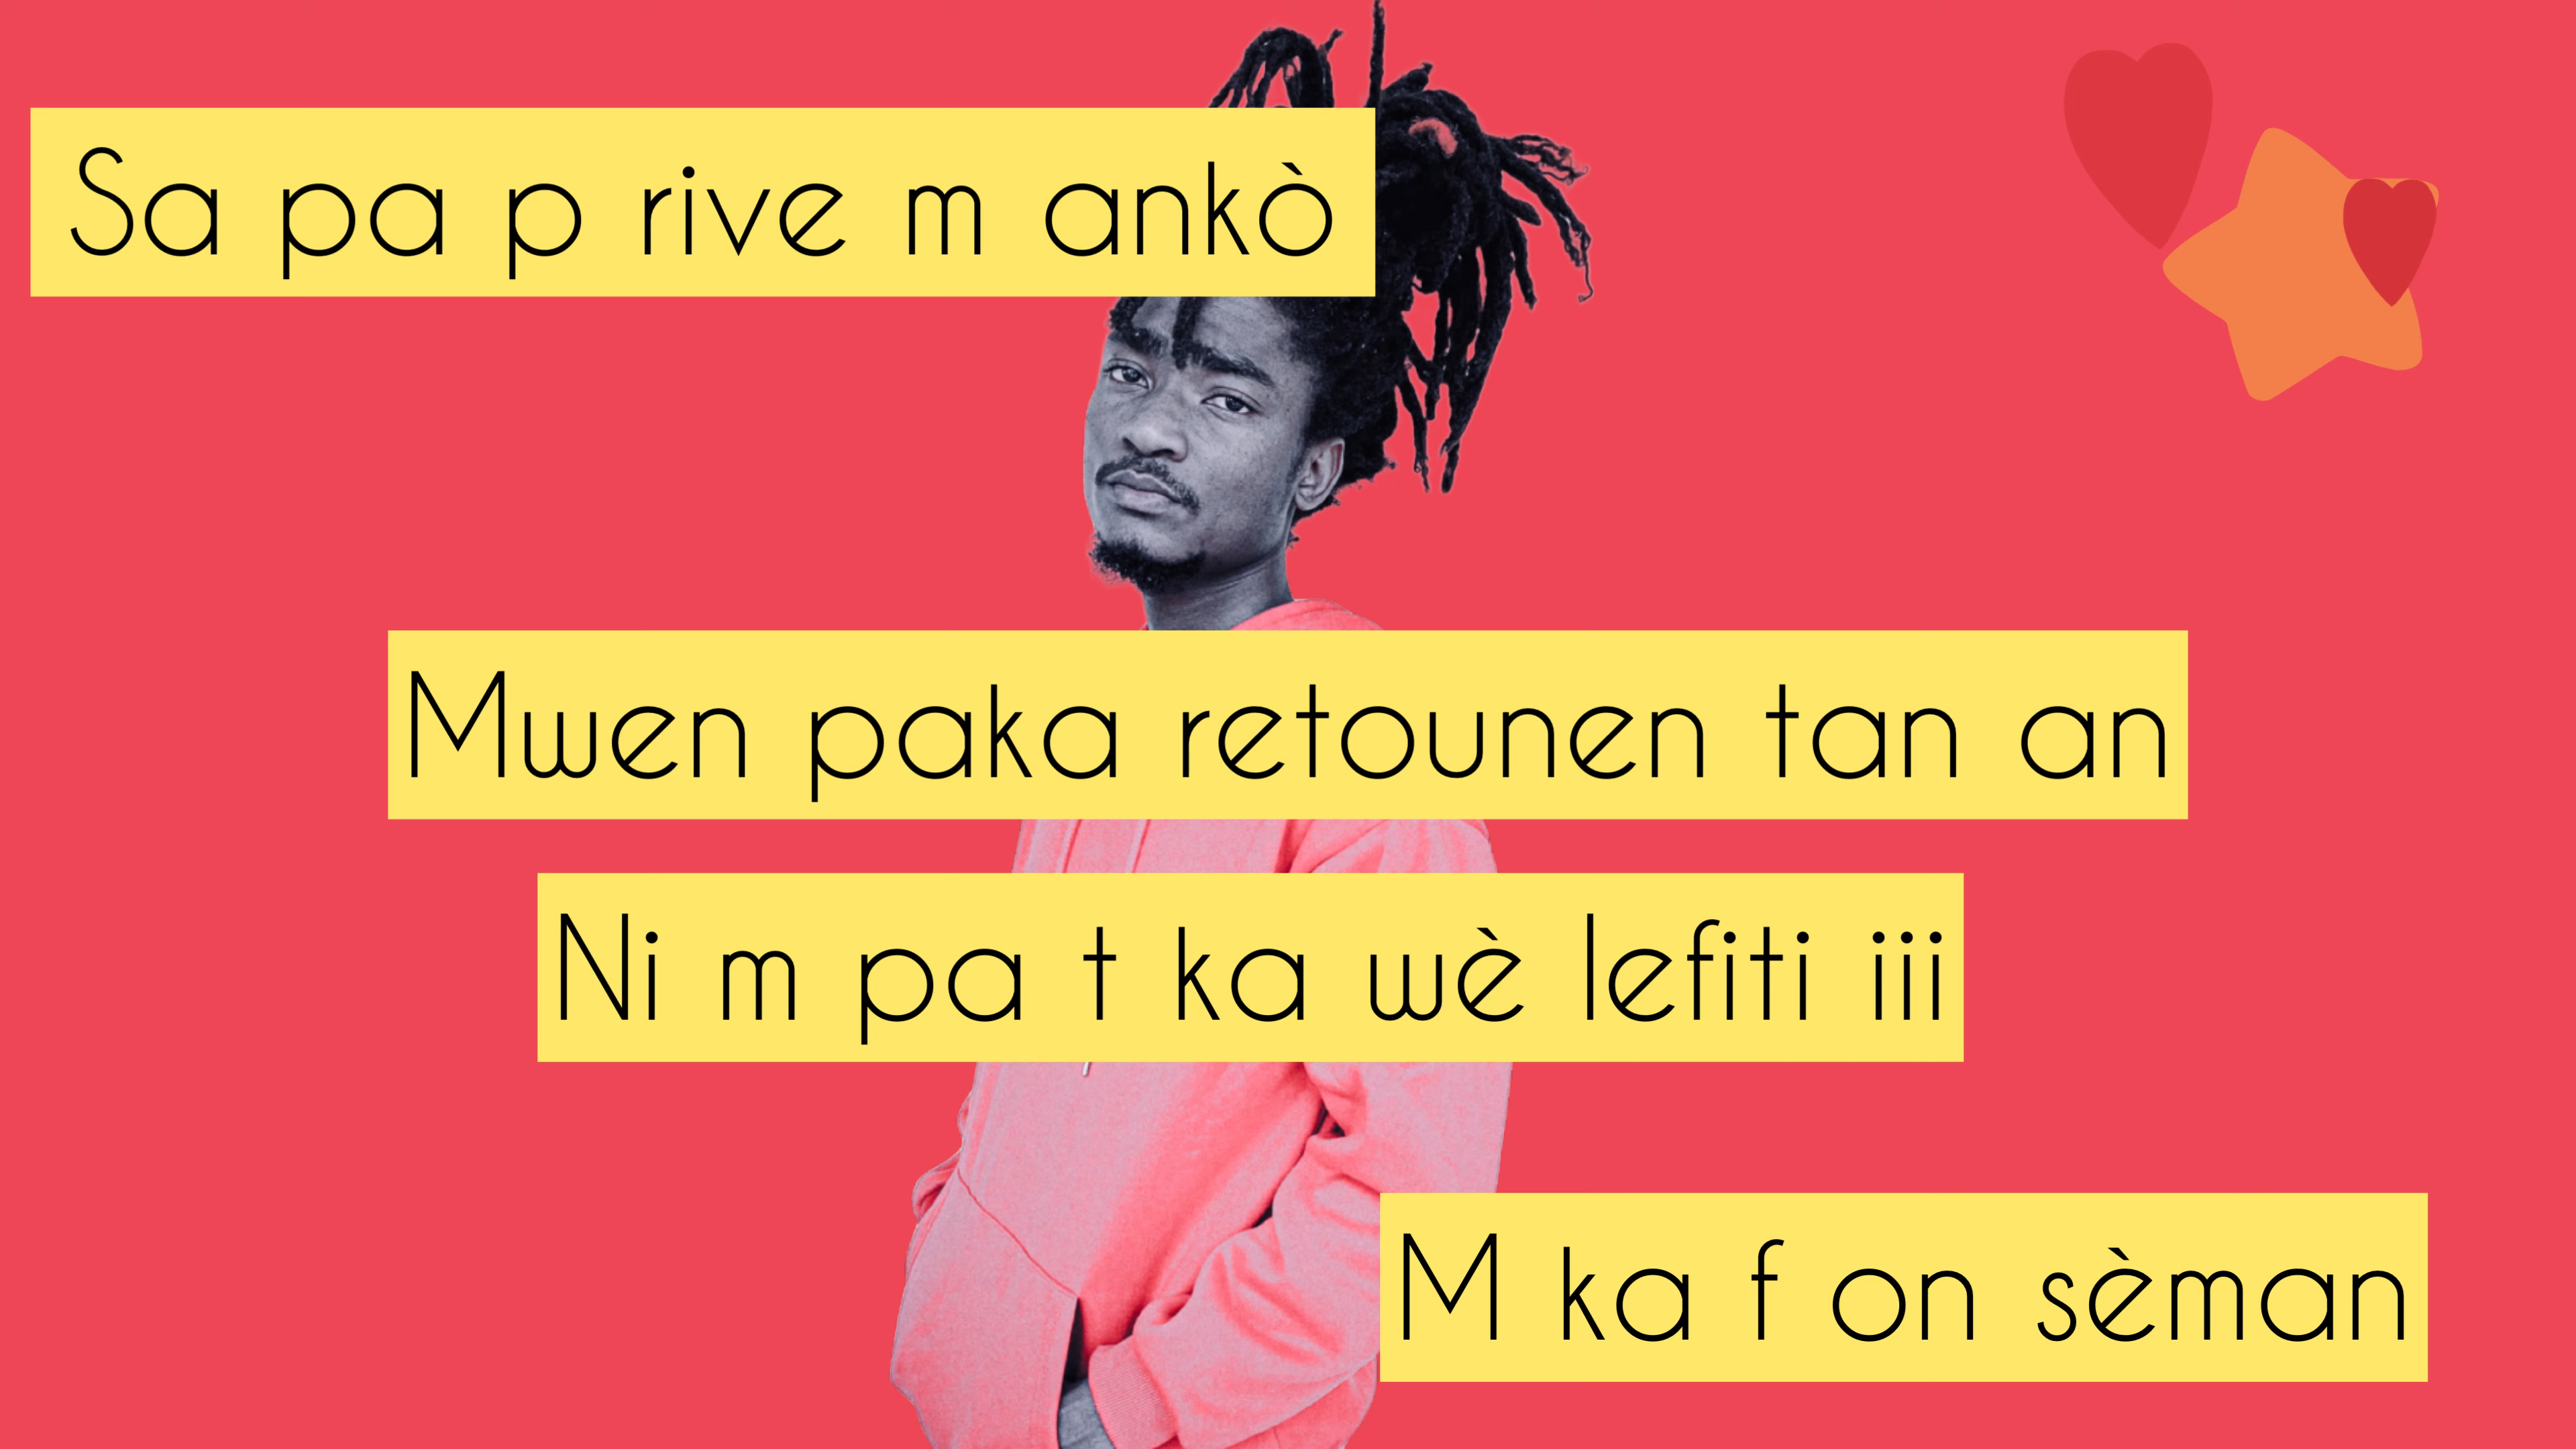 Sa pa p rive m ankò
Mwen paka retounen tan an
Ni m pa t ka wè lefiti iii
M ka f on sèman